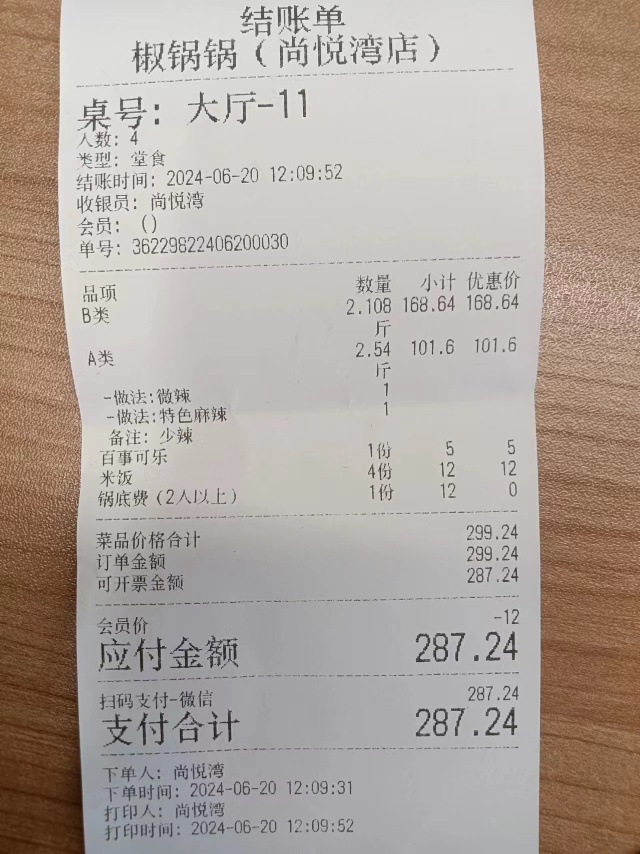 结账单
椒锅锅（尚悦湾店）
桌号: 大厅-11
人数: 4
类型: 堂食
结账时间: 2024-06-20 12:09:52
收银员: 尚悦湾
会员: ()
单号: 36229822406200030
品项 数量 小计 优惠价
B类 2.108 168.64 168.64
斤
A类 2.54 101.6 101.6
斤
-做法:微辣 1
-做法:特色麻辣 1
备注: 少辣
百事可乐 1份 5 5
米饭 4份 12 12
锅底费(2人以上) 1份 12 0
菜品价格合计 299.24
订单金额 299.24
可开票金额 287.24
会员价 -12
应付金额 287.24
扫码支付-微信 287.24
支付合计 287.24
下单人: 尚悦湾
下单时间: 2024-06-20 12:09:31
打印人: 尚悦湾
打印时间: 2024-06-20 12:09:52